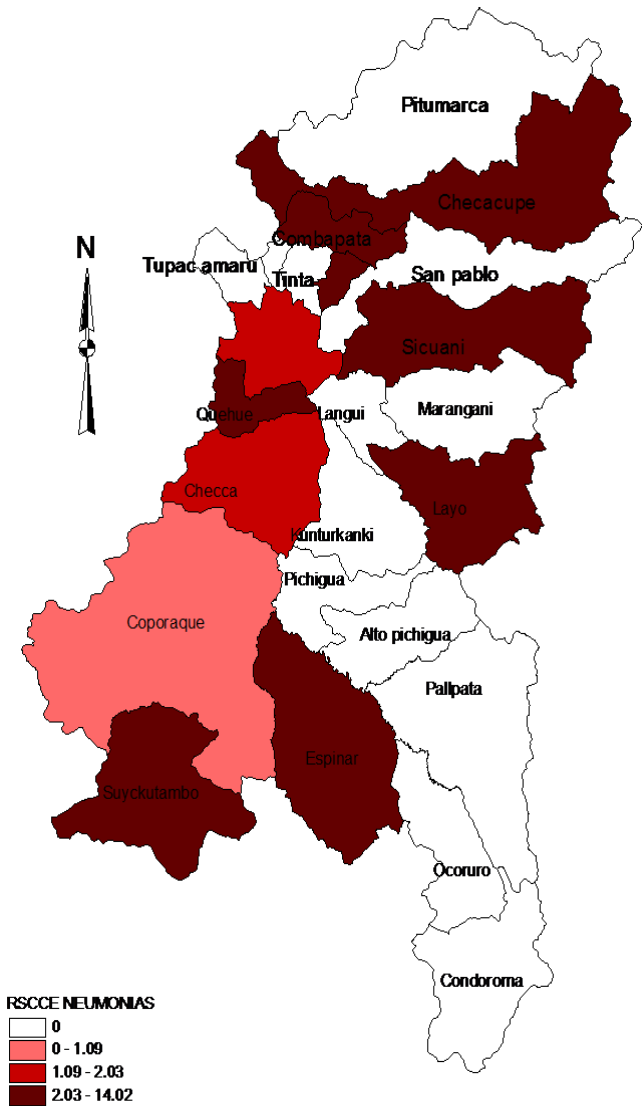 Pitumarca
Checacupe
Combapata
N
Tupac amaru
Tinta
San pablo
Sicuani
Quehue
Langui
Marangani
Checca
Layo
Kunturkanki
Pichigua
Coporaque
Alto pichigua
Pallpata
Espinar
Suyckutambo
Ocoruro
Condoroma
RSCCE NEUMONIAS
0
0 - 1.09
1.09 - 2.03
2.03 - 14.02